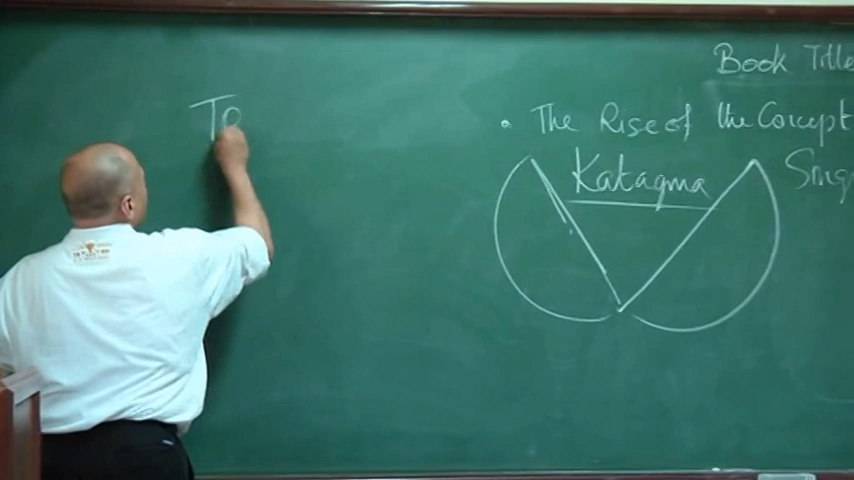 To
Book Title
• The Rise of the Concept
Katagma